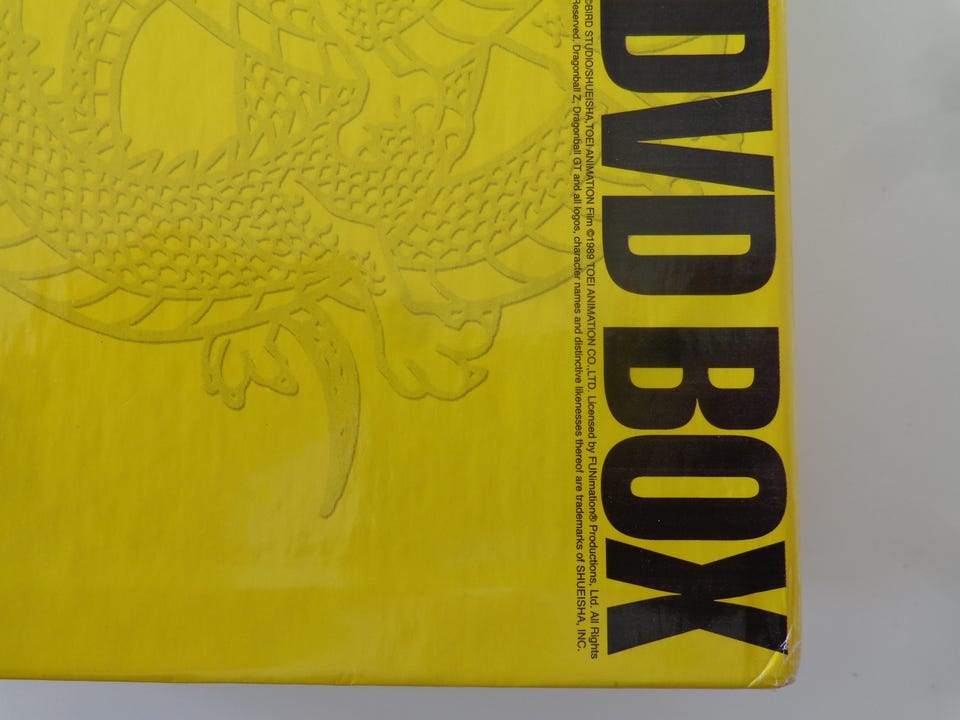 DVD BOX
©BIRD STUDIO/SHUEISHA,TOEI ANIMATION Film ©1989 TOEI ANIMATION CO.,LTD. Licensed by FUNimation® Productions, Ltd. All Rights
Reserved. Dragonball Z, Dragonball GT and all logos, character names and distinctive likenesses thereof are trademarks of SHUEISHA, INC.